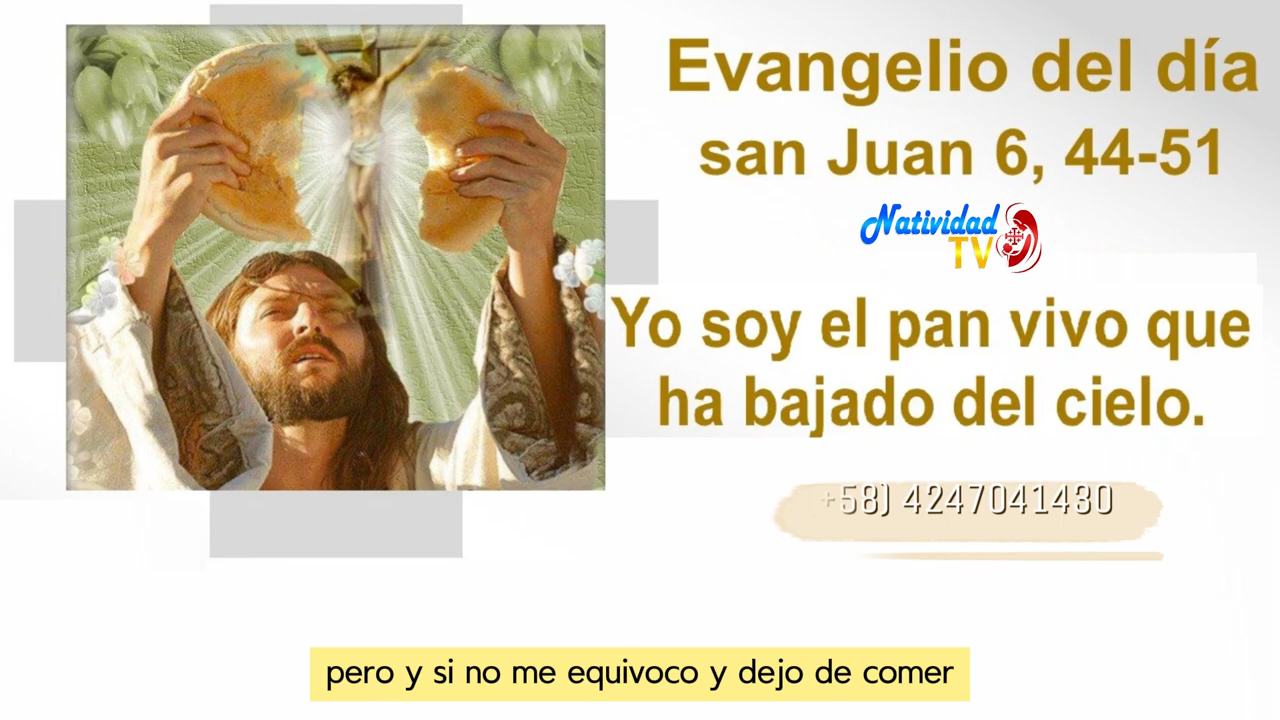 Evangelio del día
san Juan 6, 44-51
Natividad
TV
Yo soy el pan vivo que
ha bajado del cielo.
+58) 4247041430
pero y si no me equivoco y dejo de comer